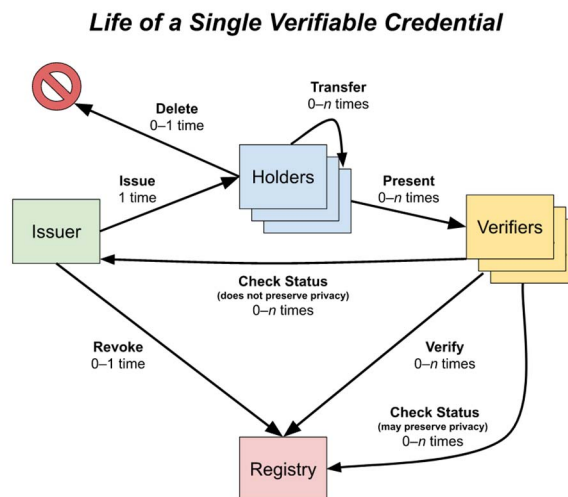 Life of a Single Verifiable Credential
Transfer
0–n times
Delete
0–1 time
Issue
1 time
Holders
Present
0–n times
Issuer
Verifiers
Check Status
(does not preserve privacy)
0–n times
Revoke
0–1 time
Verify
0–n times
Check Status
(may preserve privacy)
0–n times
Registry